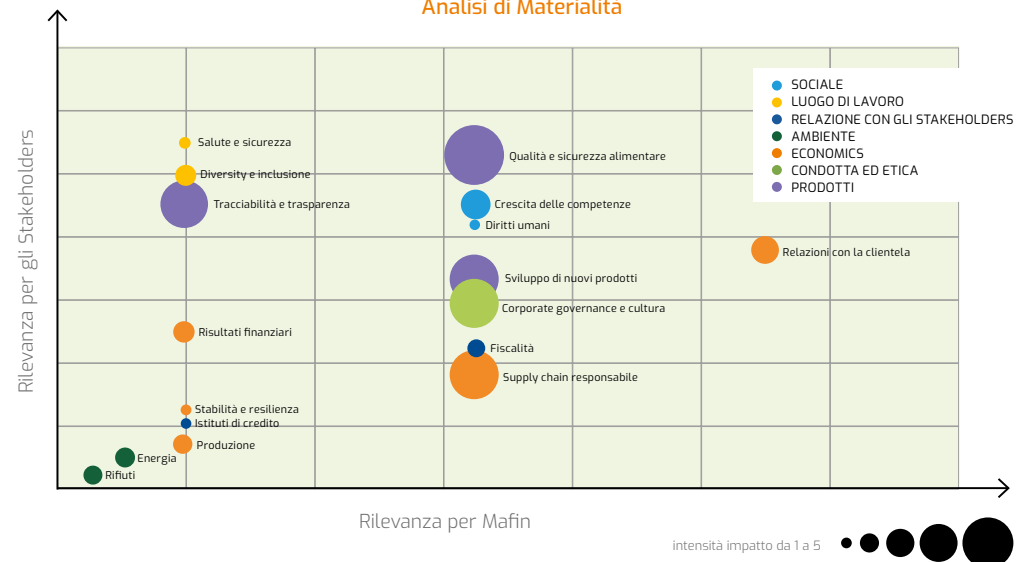 Analisi di Materialità
Rilevanza per gli Stakeholders
SOCIALE
LUOGO DI LAVORO
RELAZIONE CON GLI STAKEHOLDERS
AMBIENTE
ECONOMICS
CONDOTTA ED ETICA
PRODOTTI
Salute e sicurezza
Qualità e sicurezza alimentare
Diversity e inclusione
Tracciabilità e trasparenza
Crescita delle competenze
Diritti umani
Relazioni con la clientela
Sviluppo di nuovi prodotti
Corporate governance e cultura
Risultati finanziari
Fiscalità
Supply chain responsabile
Stabilità e resilienza
Istituti di credito
Produzione
Energia
Rifiuti
Rilevanza per Mafin
intensità impatto da 1 a 5